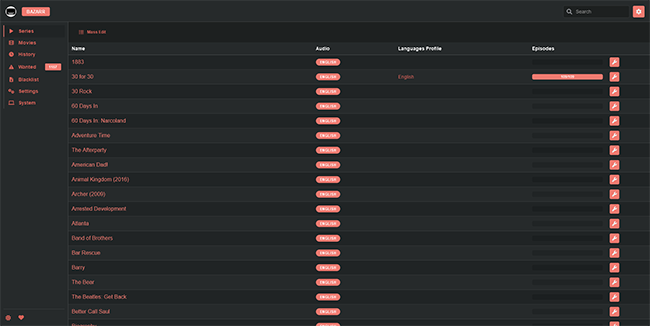 BAZARR
Search
Series
Movies
History
Wanted
Blacklist
Settings
System
Mass Edit
Name Audio Languages Profile Episodes
1883 ENGLISH
30 for 30 ENGLISH English
30 Rock ENGLISH
60 Days In ENGLISH
60 Days In: Narcoland ENGLISH
Adventure Time ENGLISH
The Afterparty ENGLISH
American Dad! ENGLISH
Animal Kingdom (2016) ENGLISH
Archer (2009) ENGLISH
Arrested Development ENGLISH
Atlanta ENGLISH
Band of Brothers ENGLISH
Bar Rescue ENGLISH
Barry ENGLISH
The Bear ENGLISH
The Beatles: Get Back ENGLISH
Better Call Saul ENGLISH